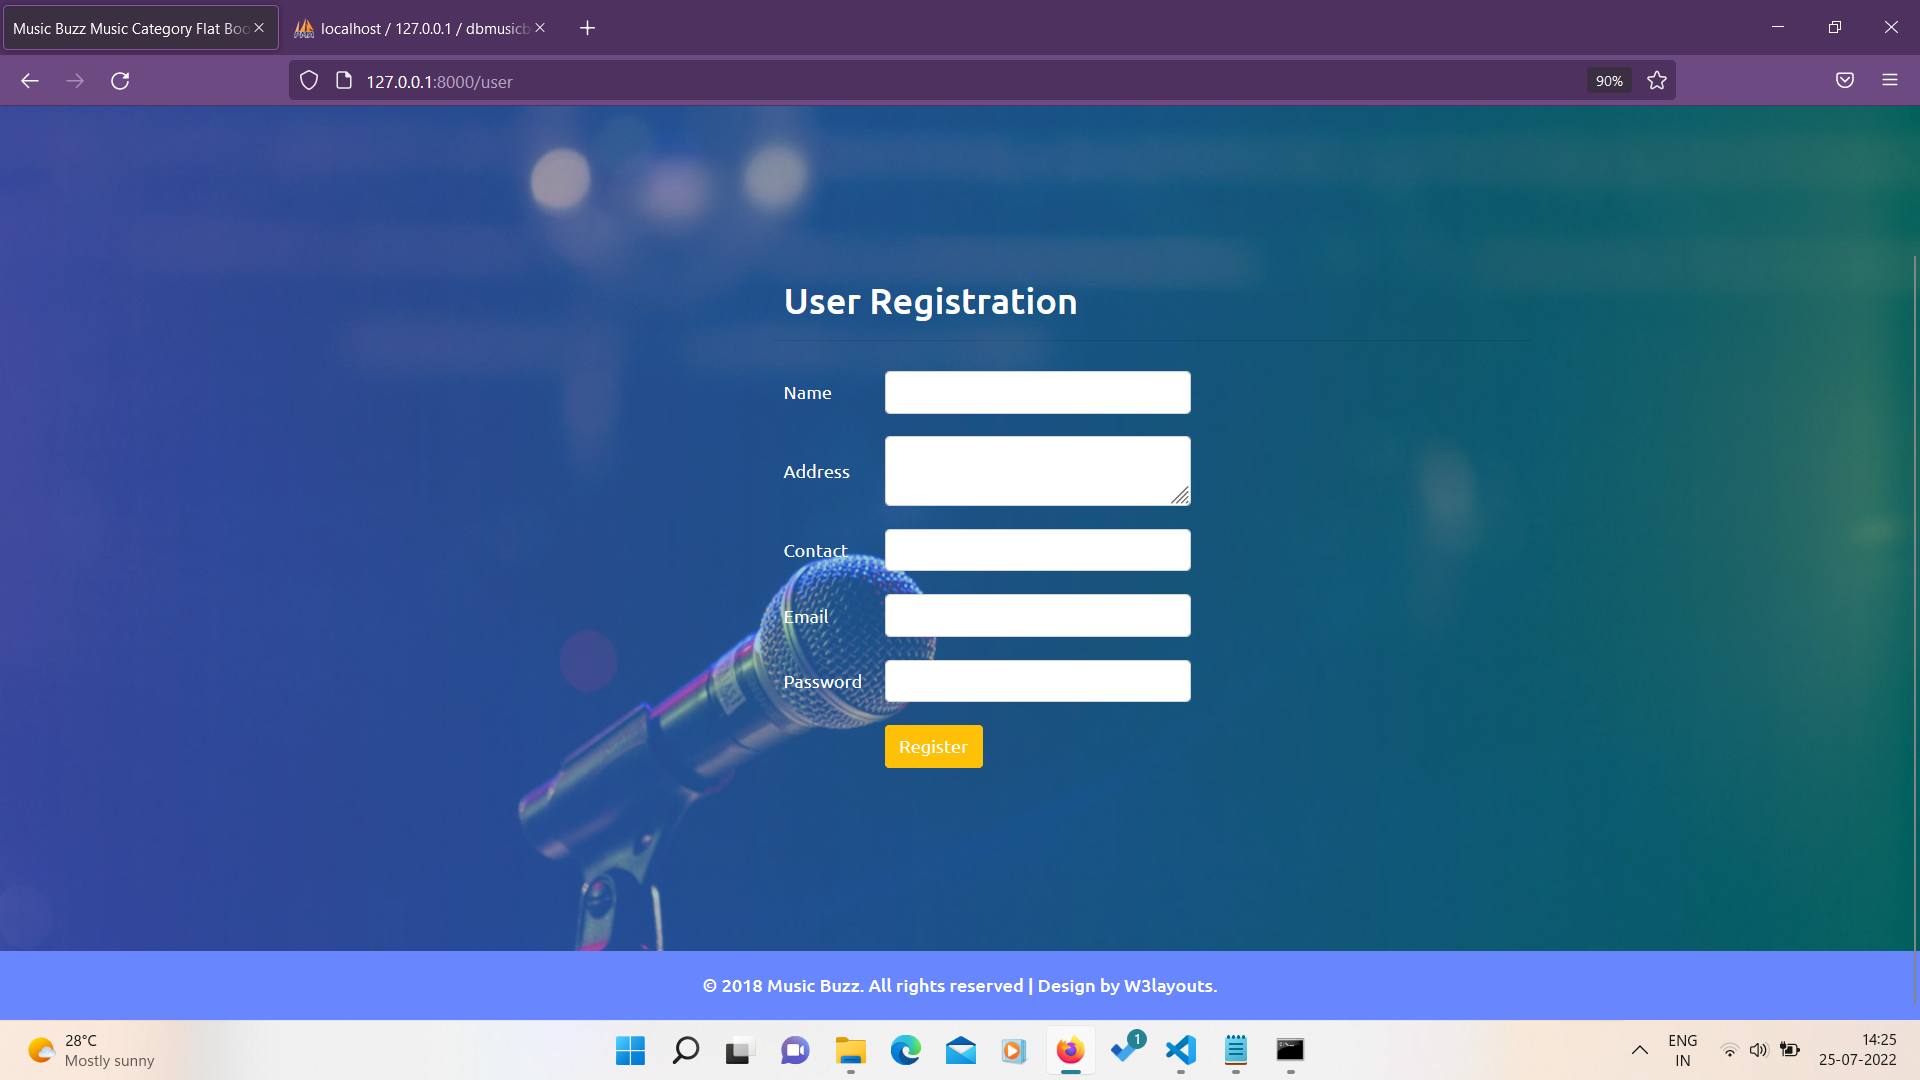 Music Buzz Music Category Flat Boo
localhost / 127.0.0.1 / dbmusicb
127.0.0.1:8000/user
90%
User Registration
Name
Address
Contact
Email
Password
Register
© 2018 Music Buzz. All rights reserved | Design by W3layouts.
28°C
Mostly sunny
1
ENG
IN
14:25
25-07-2022